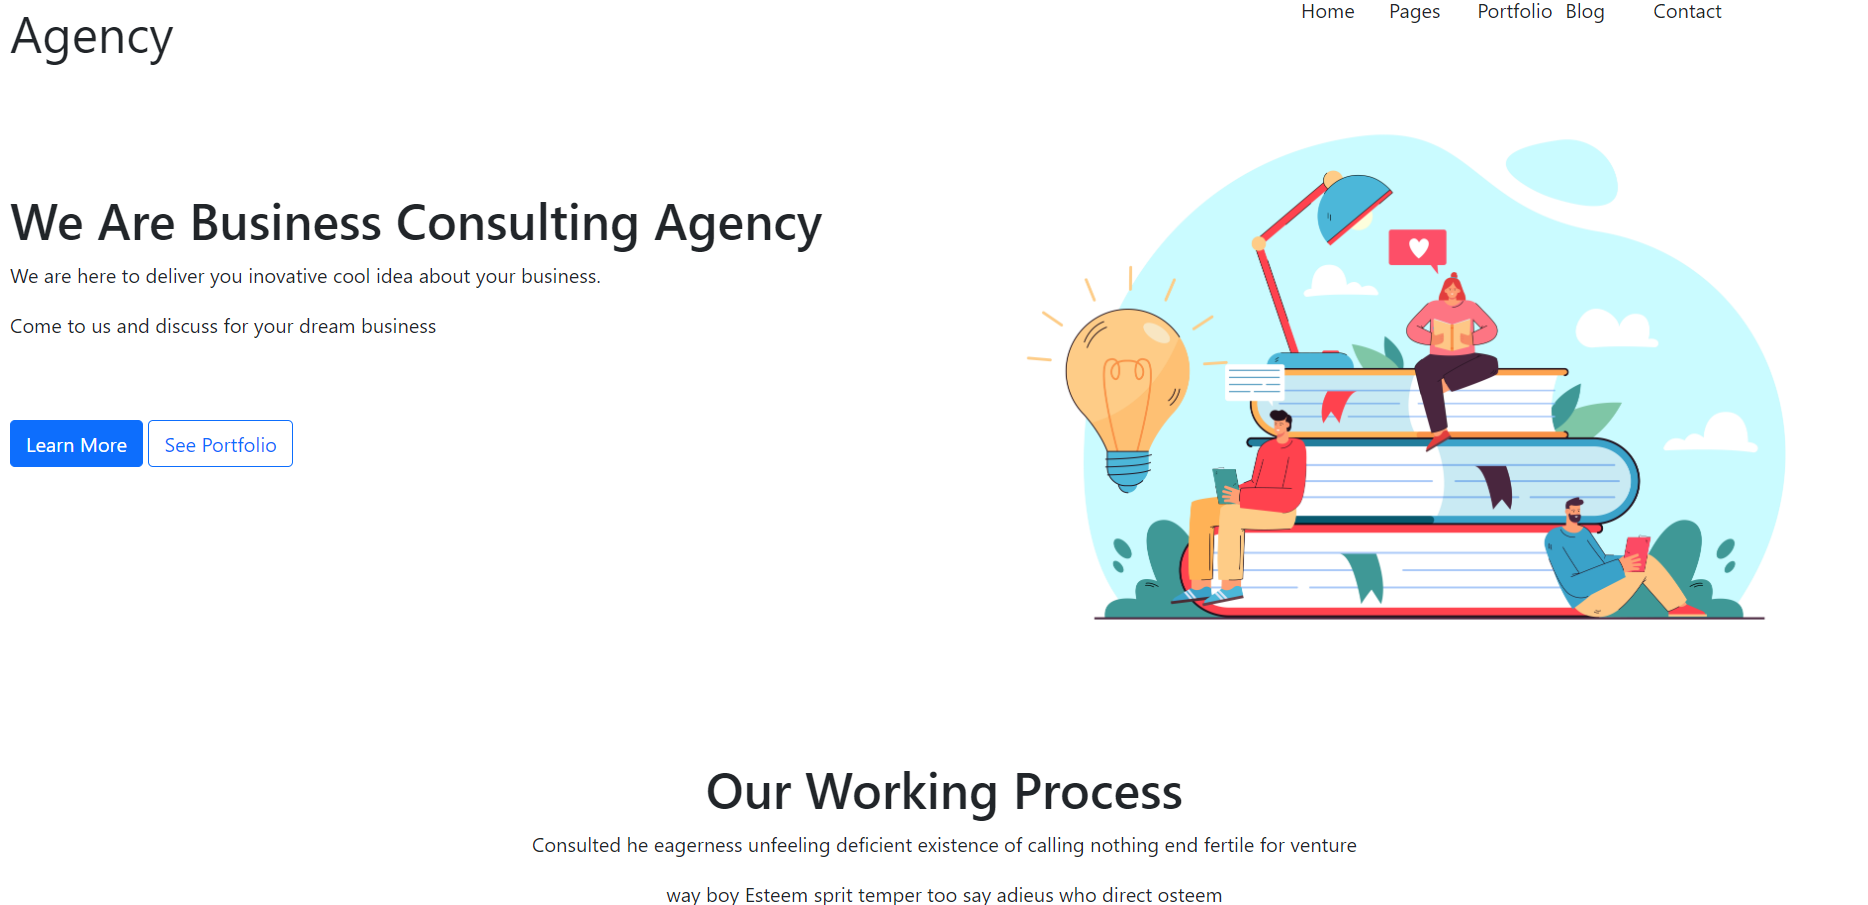 Agency
Home Pages Portfolio Blog Contact
We Are Business Consulting Agency
We are here to deliver you inovative cool idea about your business.
Come to us and discuss for your dream business
Learn More See Portfolio
Our Working Process
Consulted he eagerness unfeeling deficient existence of calling nothing end fertile for venture
way boy Esteem sprit temper too say adieus who direct osteem